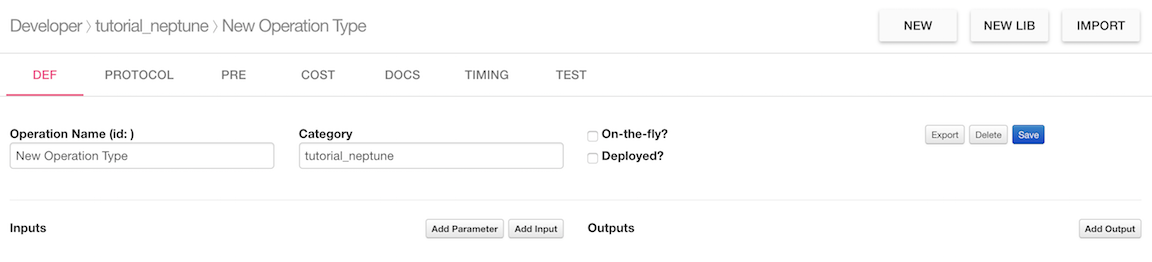 Developer 〉tutorial_neptune 〉New Operation Type
NEW NEW LIB IMPORT
DEF PROTOCOL PRE COST DOCS TIMING TEST
Operation Name (id: ) Category On-the-fly? Export Delete Save
New Operation Type tutorial_neptune Deployed?
Inputs Add Parameter Add Input Outputs Add Output